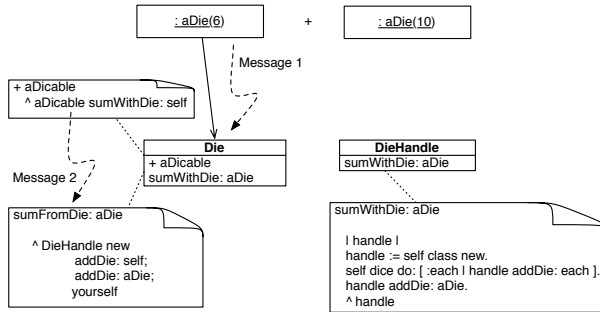 : aDie(6)
+
: aDie(10)
Message 1
+ aDicable
^ aDicable sumWithDie: self
Die
+ aDicable
sumWithDie: aDie
DieHandle
sumWithDie: aDie
Message 2
sumFromDie: aDie
^ DieHandle new
addDie: self;
addDie: aDie;
yourself
sumWithDie: aDie
| handle |
handle := self class new.
self dice do: [ :each | handle addDie: each ].
handle addDie: aDie.
^ handle